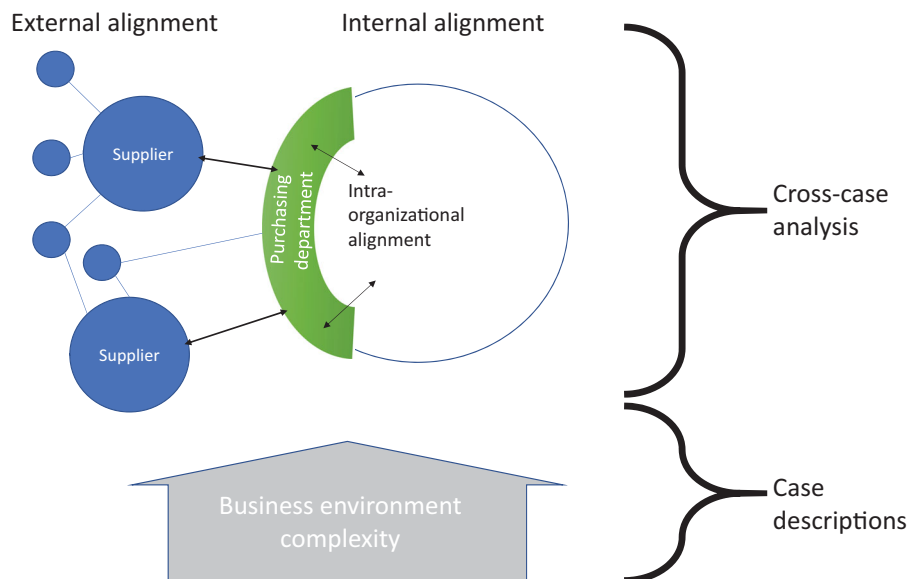 External alignment
Internal alignment
Supplier
Purchasing
department
Intra-
organizational
alignment
Supplier
Cross-case
analysis
Business environment
complexity
Case
descriptions